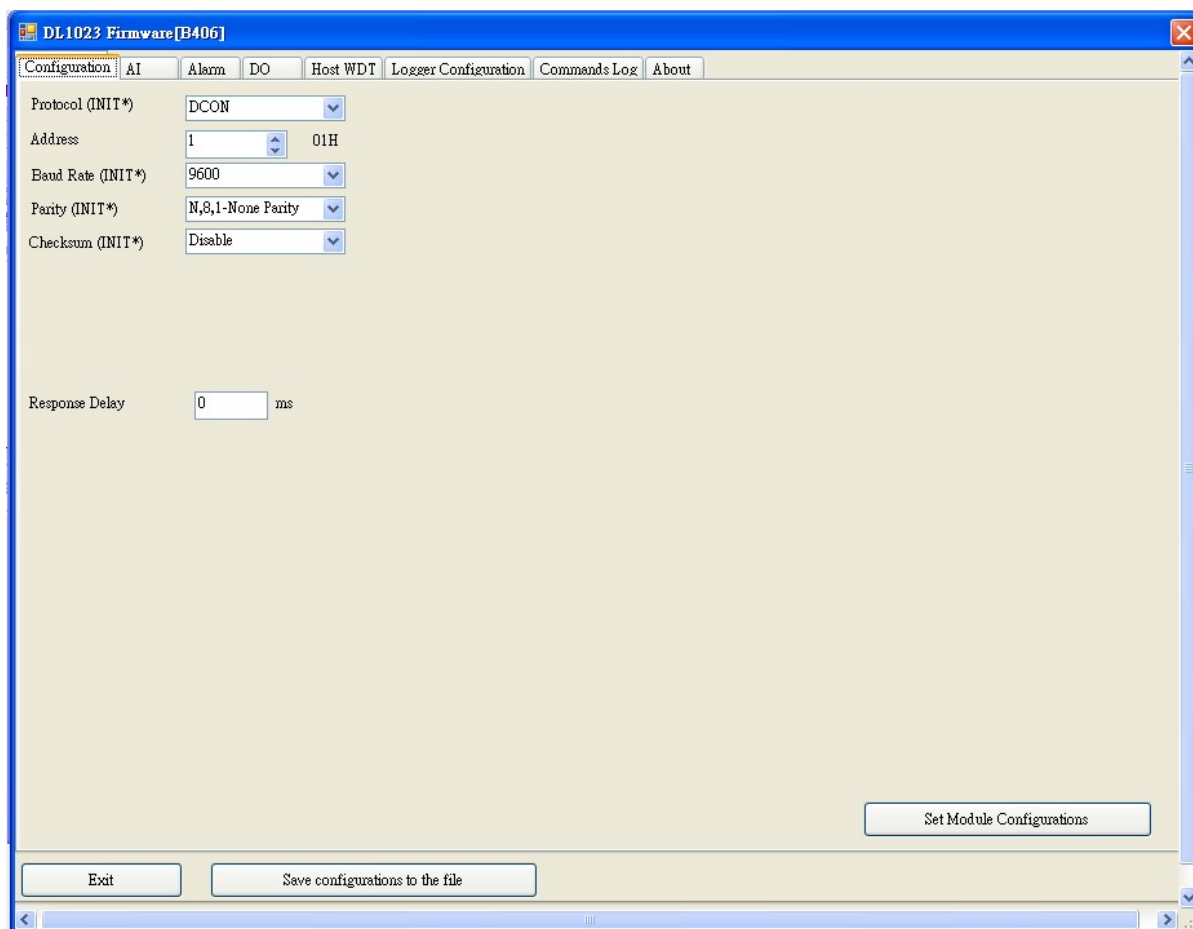 DL1023 Firmware[B406]
Configuration AI Alarm DO Host WDT Logger Configuration Commands Log About
Protocol (INIT*) DCON
Address 1 01H
Baud Rate (INIT*) 9600
Parity (INIT*) N,8,1-None Parity
Checksum (INIT*) Disable
Response Delay 0 ms
Set Module Configurations
Exit Save configurations to the file